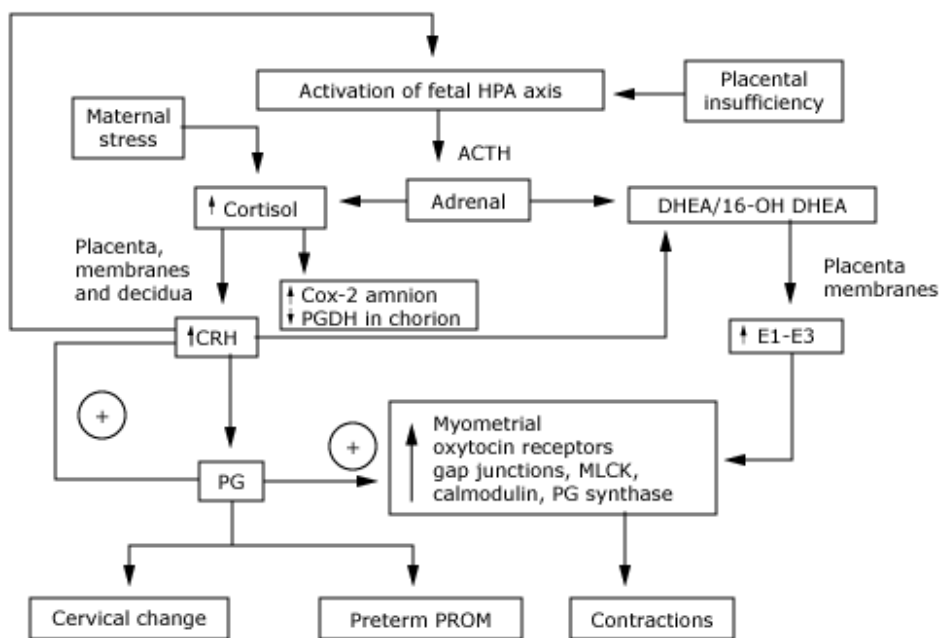 Activation of fetal HPA axis
Placental
insufficiency
Maternal
stress
ACTH
↑ Cortisol
Adrenal
DHEA/16-OH DHEA
Placenta,
membranes
and decidua
↑ Cox-2 amnion
↓ PGDH in chorion
Placenta
membranes
↑CRH
↑ E1-E3
+
+
Myometrial
oxytocin receptors
gap junctions, MLCK,
calmodulin, PG synthase
PG
Cervical change
Preterm PROM
Contractions